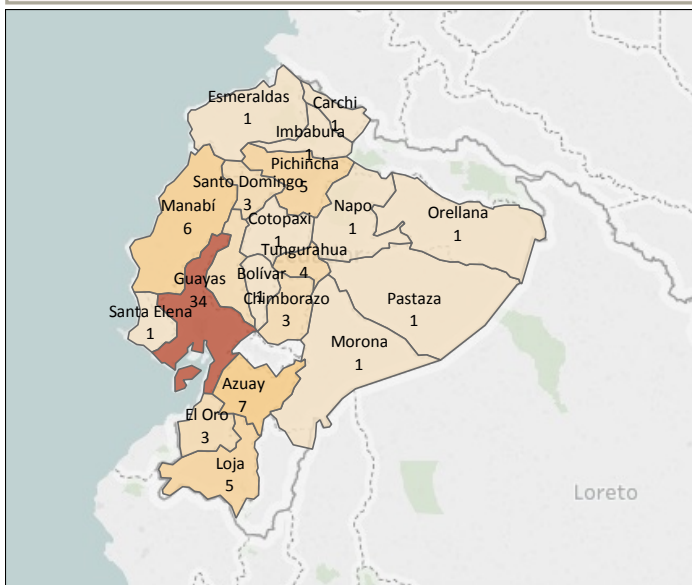 Esmeraldas
1
Carchi
1
Imbabura
1
Pichincha
5
Santo Domingo
3
Manabí
6
Cotopaxi
1
Napo
1
Orellana
1
Tungurahua
4
Guayas
34
Bolívar
1
Chimborazo
3
Pastaza
1
Santa Elena
1
Morona
1
Azuay
7
El Oro
3
Loja
5
Loreto